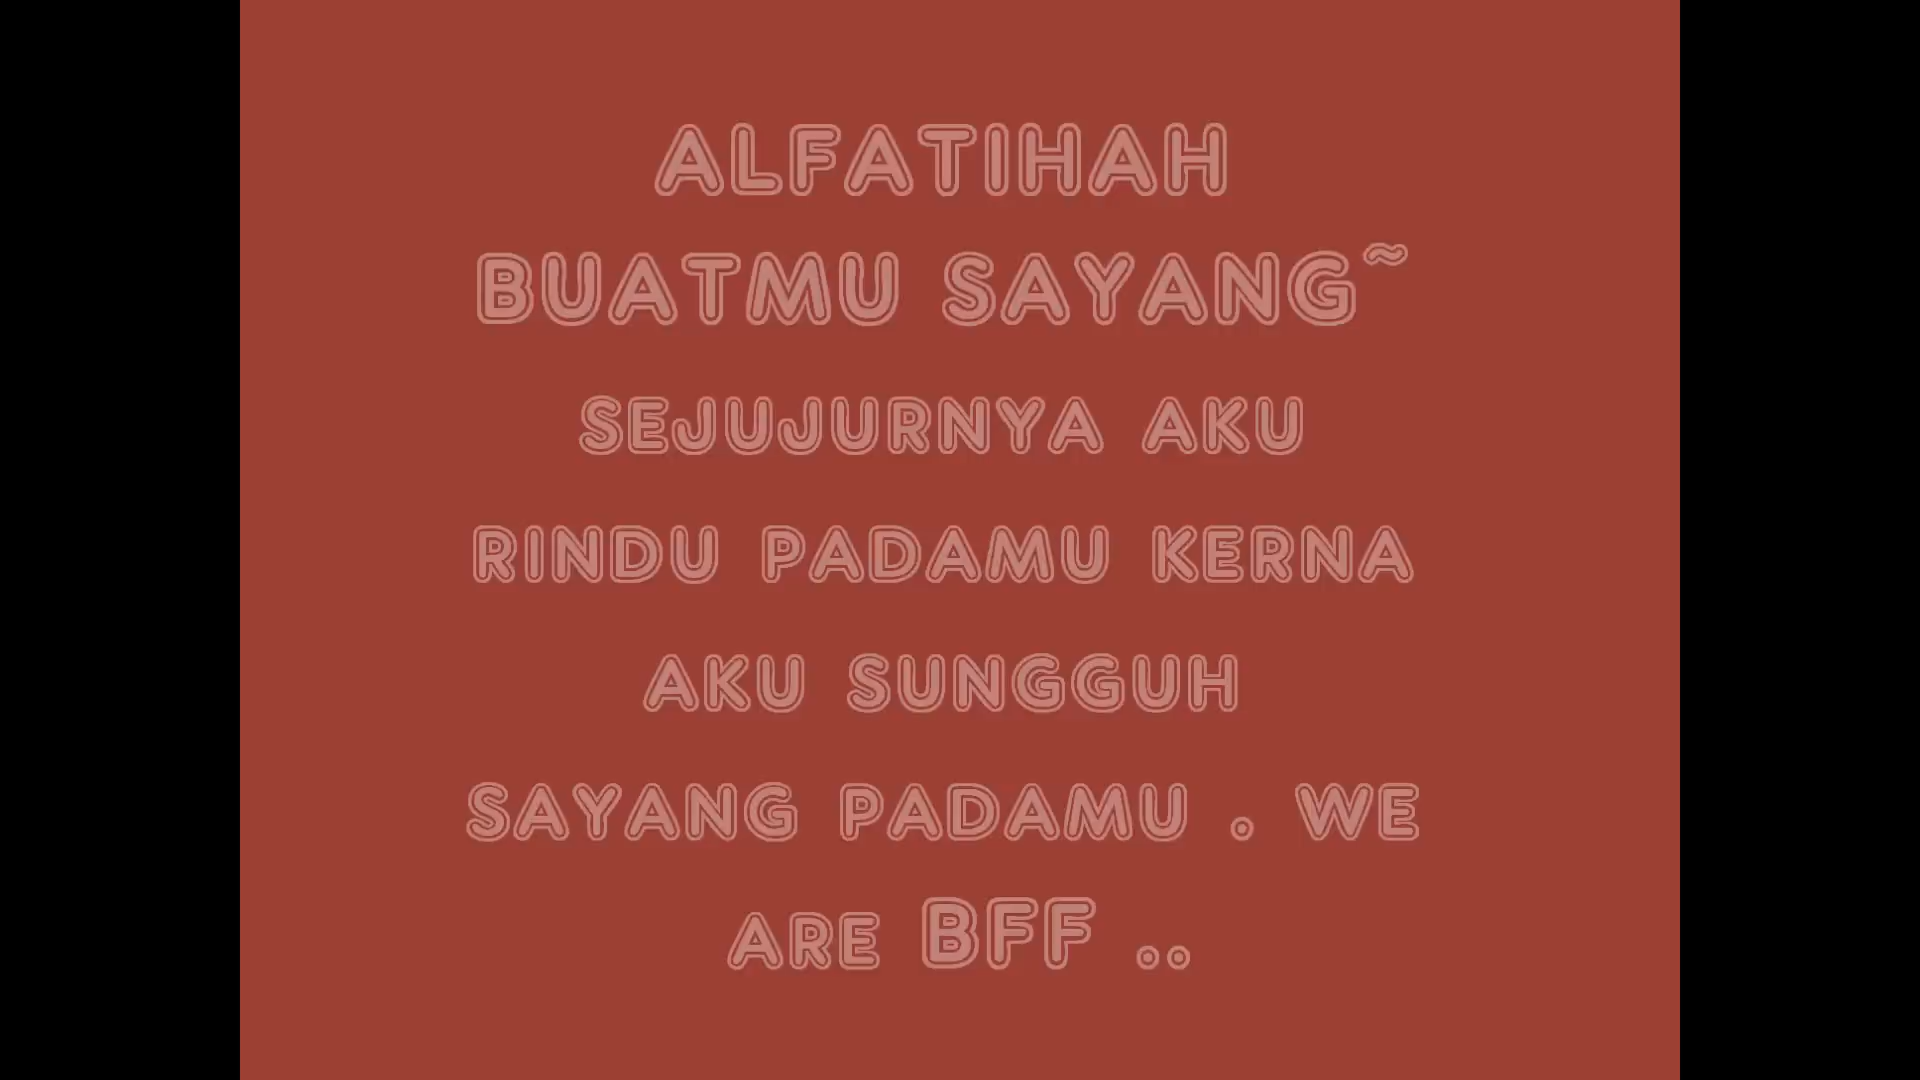 ALFATIHAH
BUATMU SAYANG~
SEJUJURNYA AKU
RINDU PADAMU KERNA
AKU SUNGGUH
SAYANG PADAMU . WE
ARE BFF ..